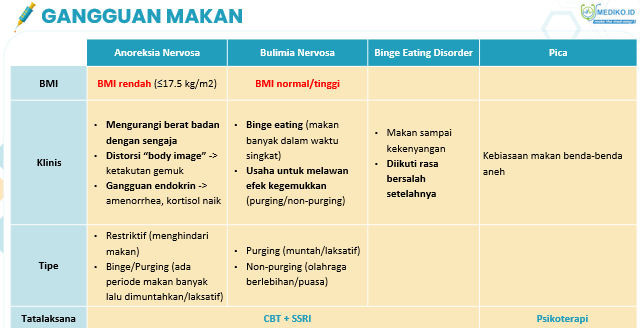 GANGGUAN MAKAN
MEDIKO.ID
Anoreksia Nervosa
Bulimia Nervosa
Binge Eating Disorder
Pica
BMI
BMI rendah (≤17.5 kg/m2)
BMI normal/tinggi
Klinis
• Mengurangi berat badan
dengan sengaja
• Distorsi “body image” ->
ketakutan gemuk
• Gangguan endokrin ->
amenorrhea, kortisol naik
• Binge eating (makan
banyak dalam waktu
singkat)
• Usaha untuk melawan
efek kegemukkan
(purging/non-purging)
• Makan sampai
kekenyangan
• Diikuti rasa
bersalah
setelahnya
Kebiasaan makan benda-benda
aneh
Tipe
• Restriktif (menghindari
makan)
• Binge/Purging (ada
periode makan banyak
lalu dimuntahkan/laksatif)
• Purging (muntah/laksatif)
• Non-purging (olahraga
berlebihan/puasa)
Tatalaksana
CBT + SSRI
Psikoterapi